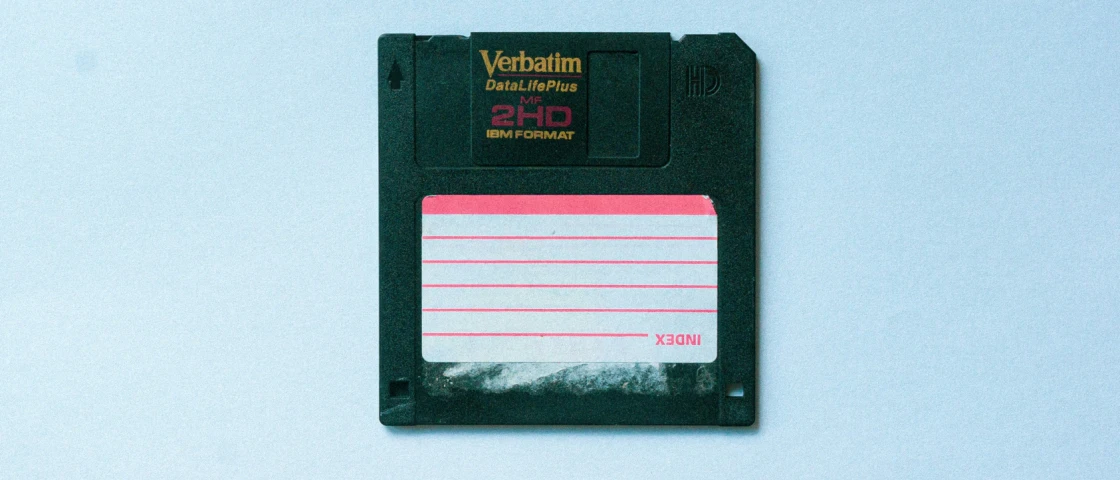 Verbatim
DataLifePlus
MF
2HD
IBM FORMAT
HD
INDEX